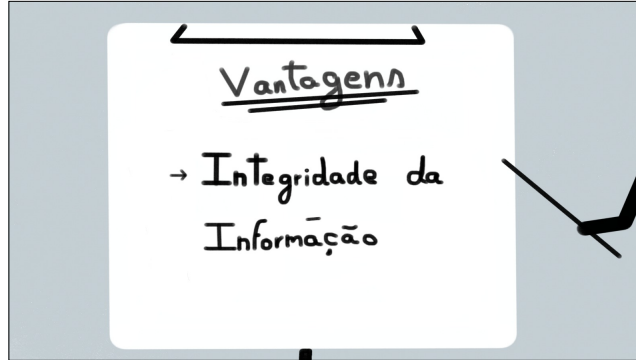 Vantagens
→ Integridade da
Informação